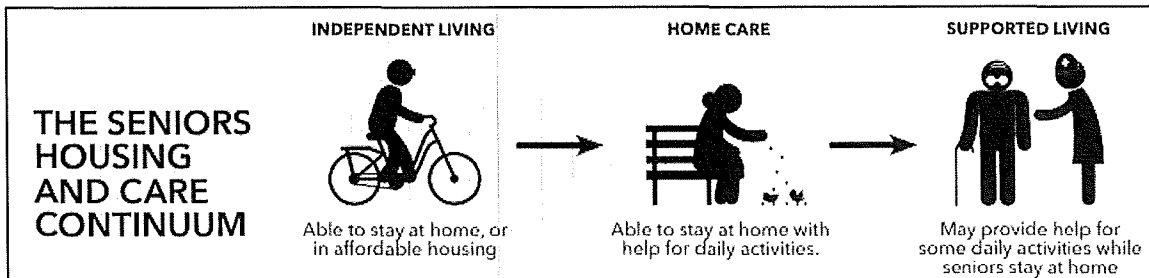 THE SENIORS
HOUSING
AND CARE
CONTINUUM
INDEPENDENT LIVING
Able to stay at home, or
in affordable housing
HOME CARE
Able to stay at home with
help for daily activities.
SUPPORTED LIVING
May provide help for
some daily activities while
seniors stay at home